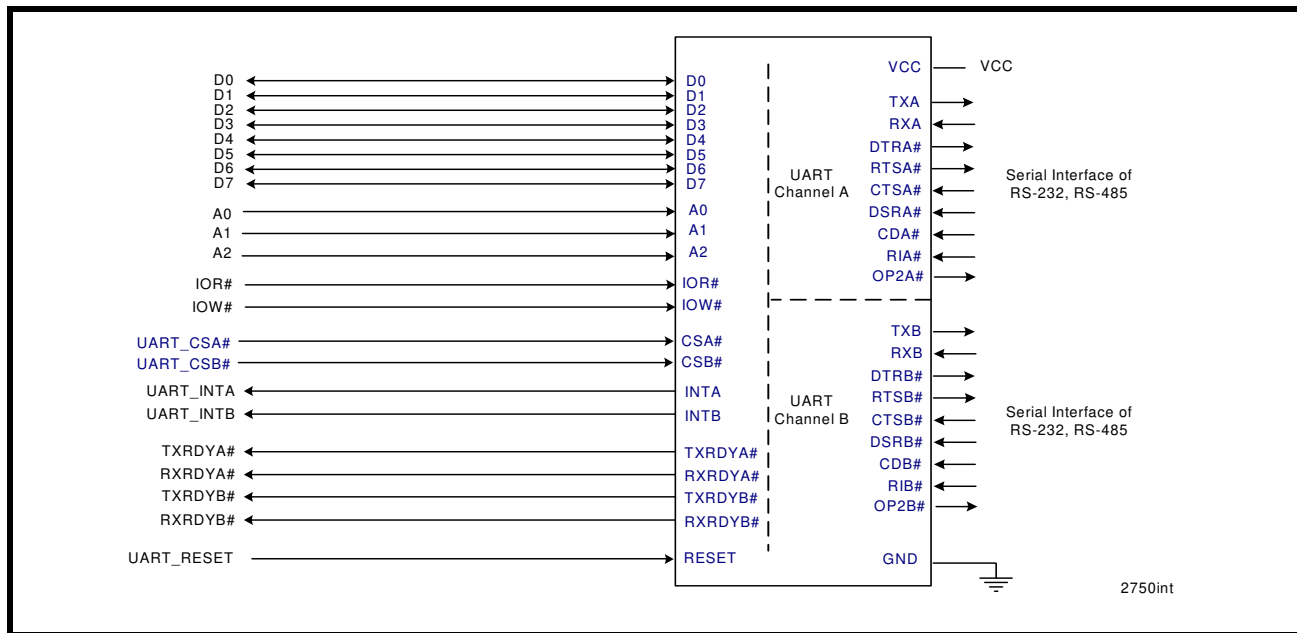 D0
D1
D2
D3
D4
D5
D6
D7
A0
A1
A2
IOR#
IOW#
UART_CSA#
UART_CSB#
UART_INTA
UART_INTB
TXRDYA#
RXRDYA#
TXRDYB#
RXRDYB#
UART_RESET
D0
D1
D2
D3
D4
D5
D6
D7
A0
A1
A2
IOR#
IOW#
CSA#
CSB#
INTA
INTB
TXRDYA#
RXRDYA#
TXRDYB#
RXRDYB#
RESET
UART
Channel A
UART
Channel B
VCC
TXA
RXA
DTRA#
RTSA#
CTSA#
DSRA#
CDA#
RIA#
OP2A#
TXB
RXB
DTRB#
RTSB#
CTSB#
DSRB#
CDB#
RIB#
OP2B#
GND
VCC
Serial Interface of
RS-232, RS-485
Serial Interface of
RS-232, RS-485
2750int